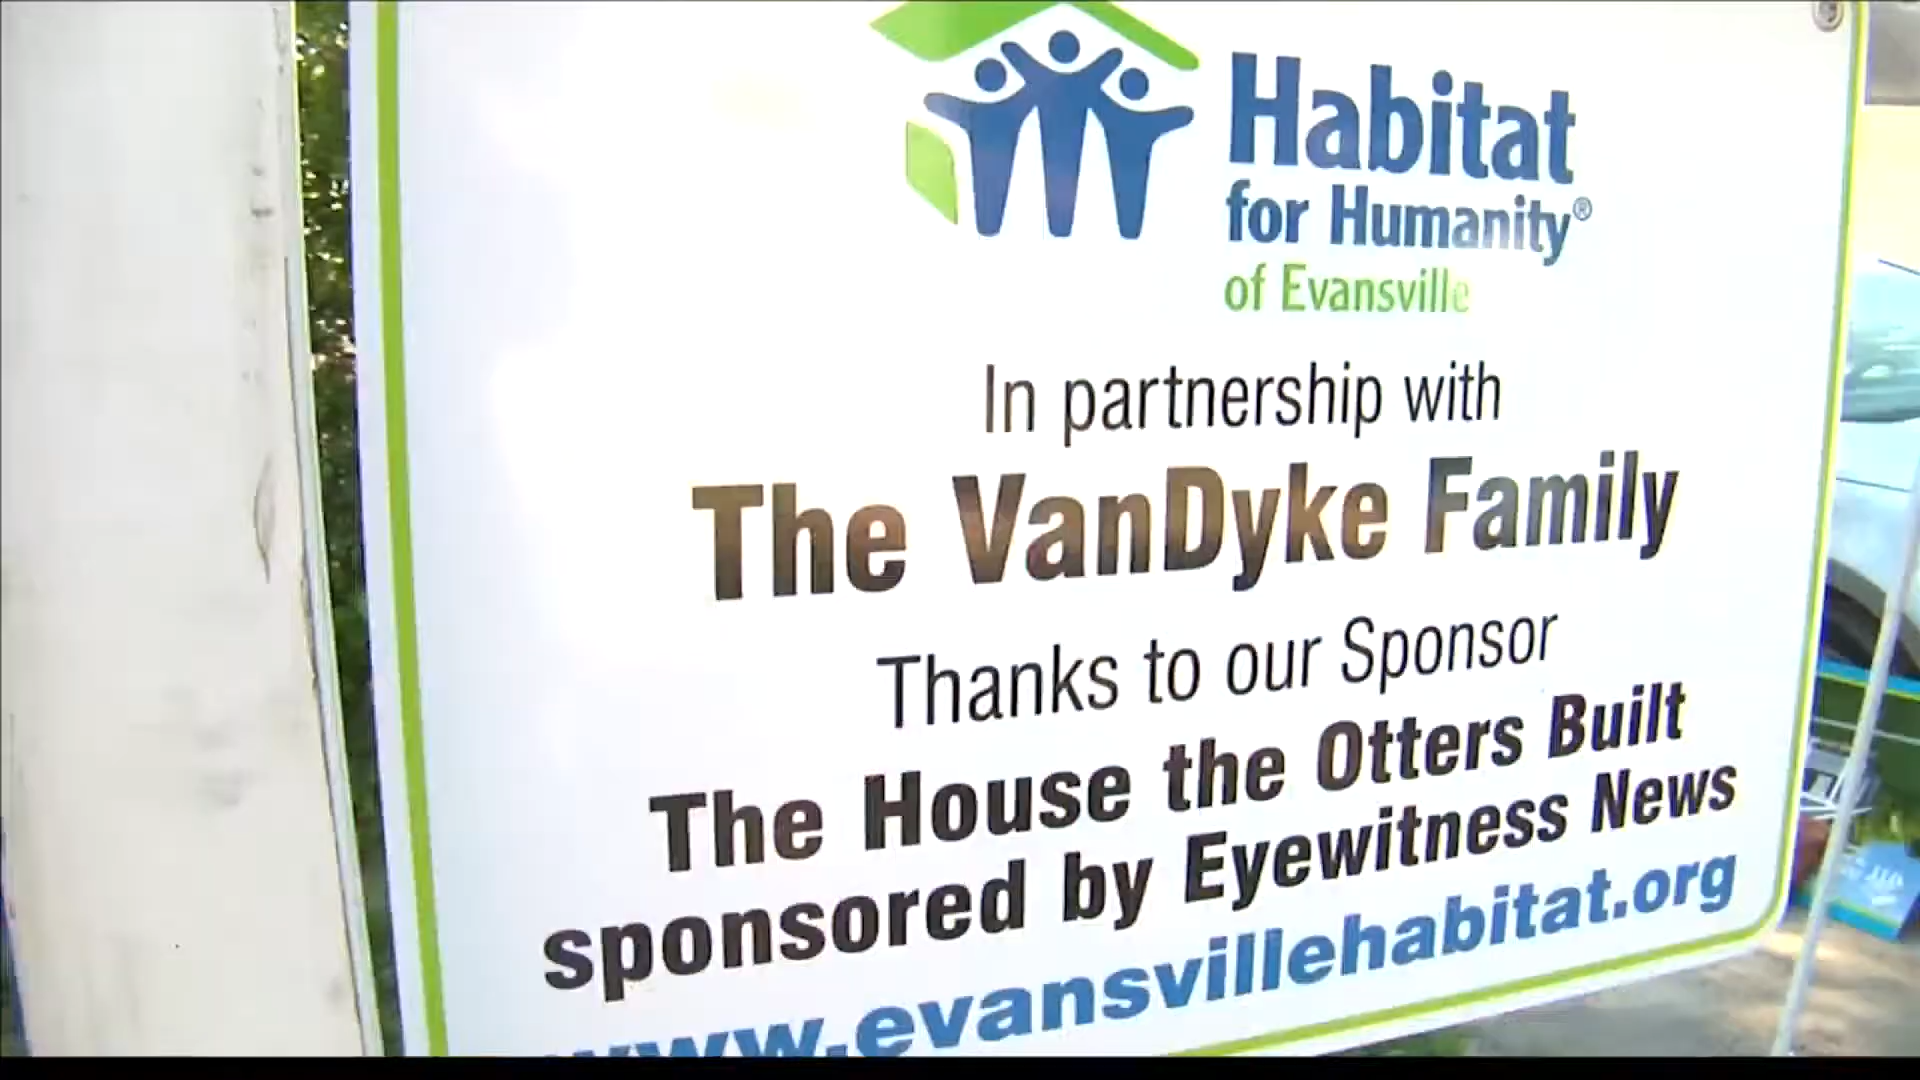 Habitat
for Humanity®
of Evansville
In partnership with
The VanDyke Family
Thanks to our Sponsor
The House the Otters Built
sponsored by Eyewitness News
www.evansvillehabitat.org